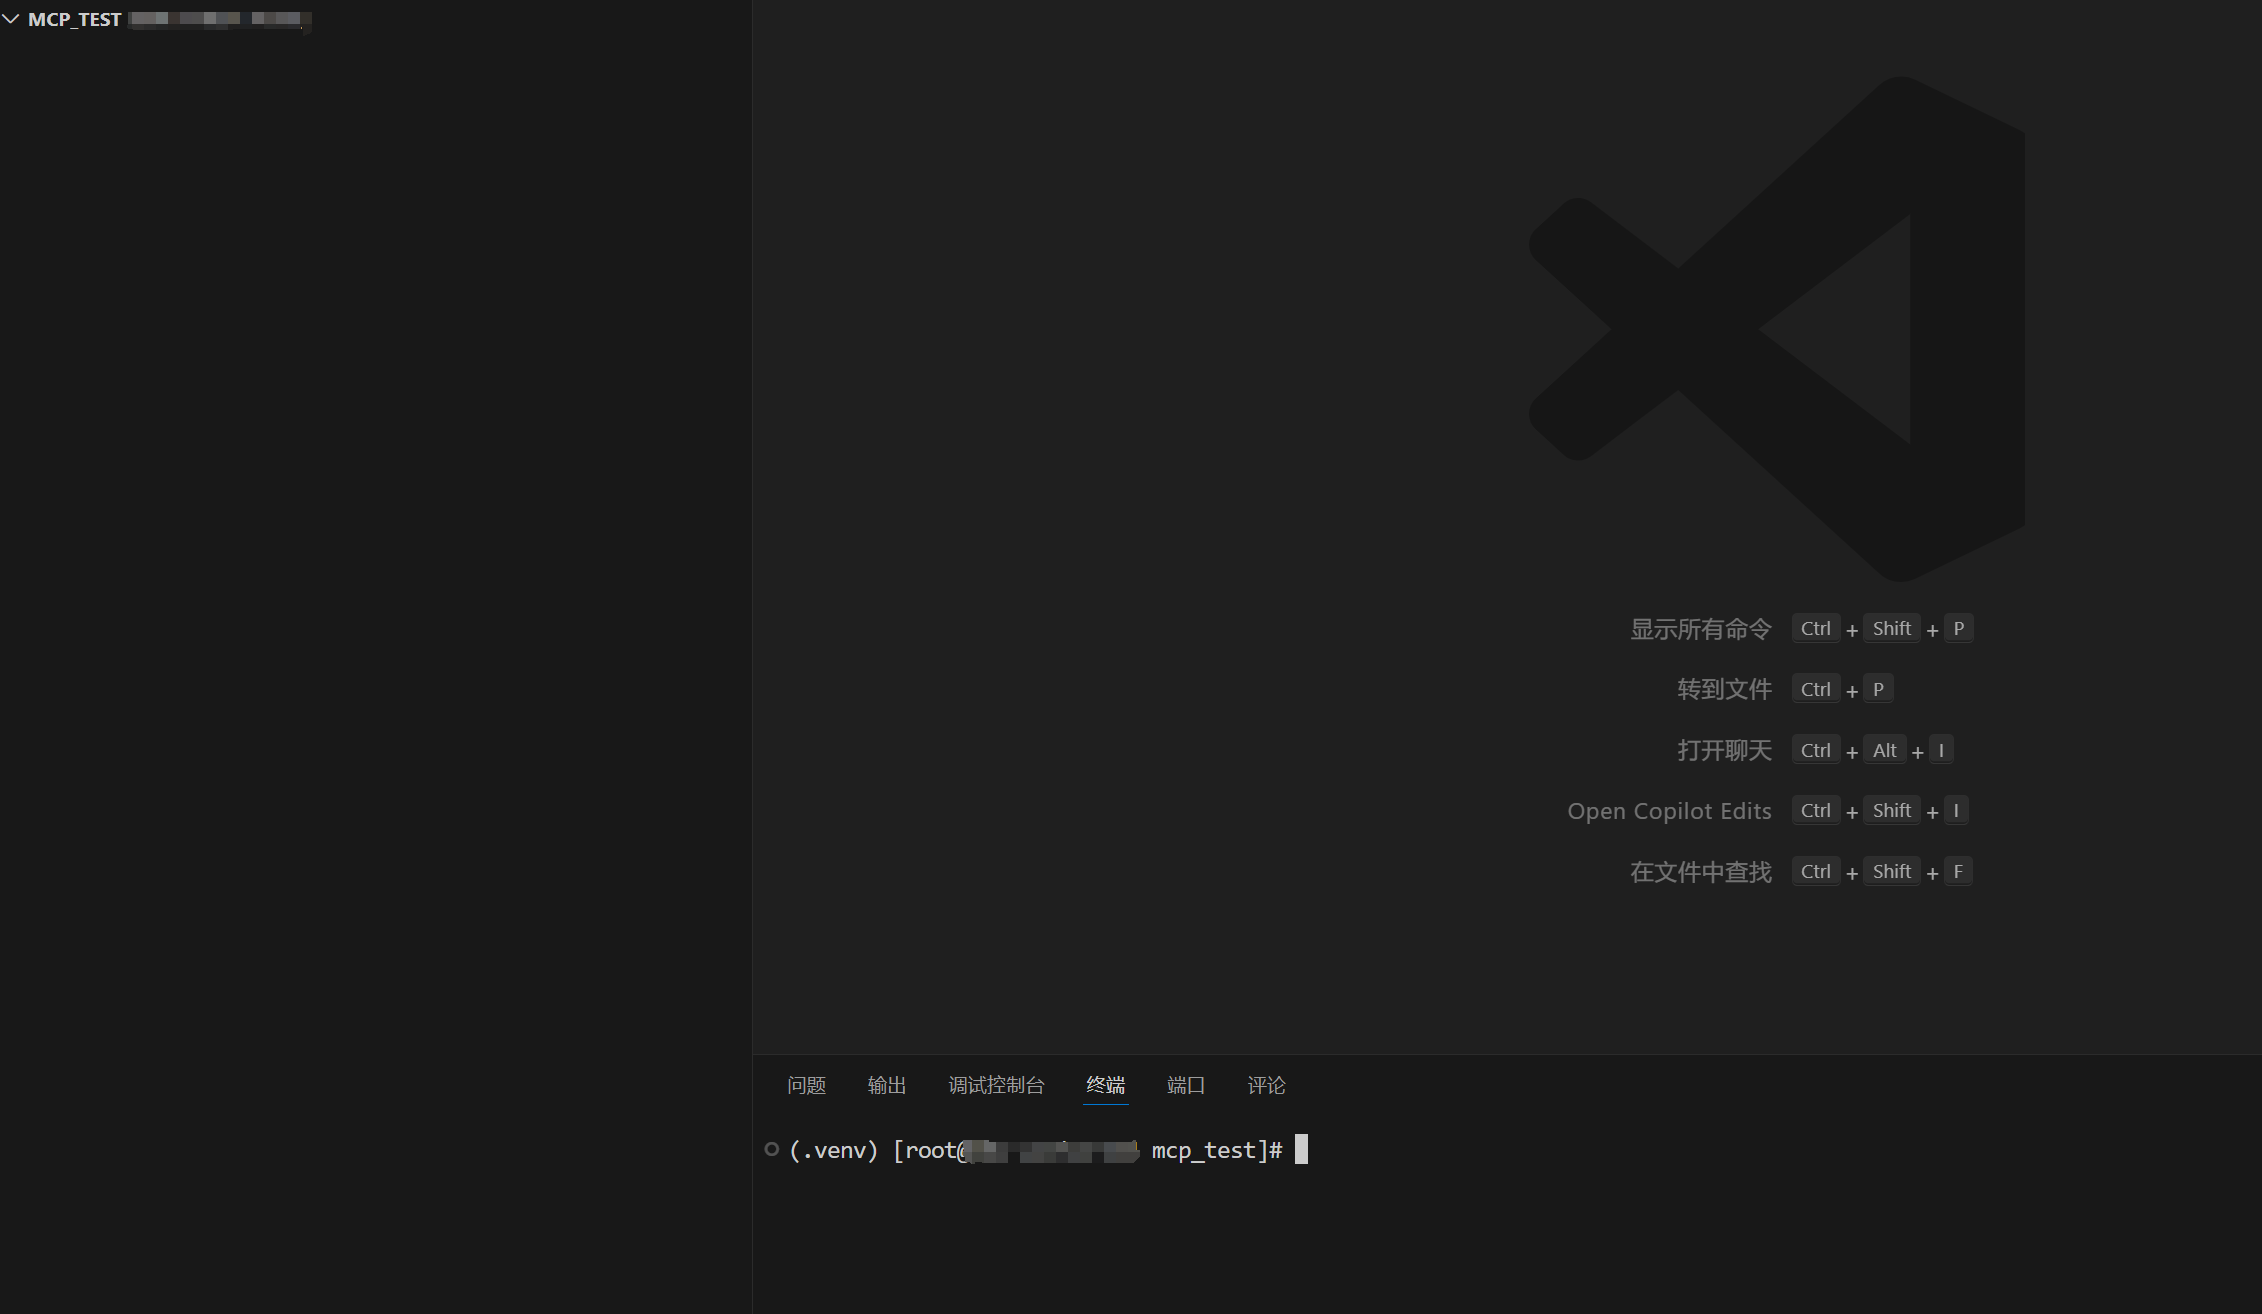 MCP_TEST
显示所有命令 Ctrl + Shift + P
转到文件 Ctrl + P
打开聊天 Ctrl + Alt + I
Open Copilot Edits Ctrl + Shift + I
在文件中查找 Ctrl + Shift + F
问题 输出 调试控制台 终端 端口 评论
(.venv) [root@ mcp_test]#